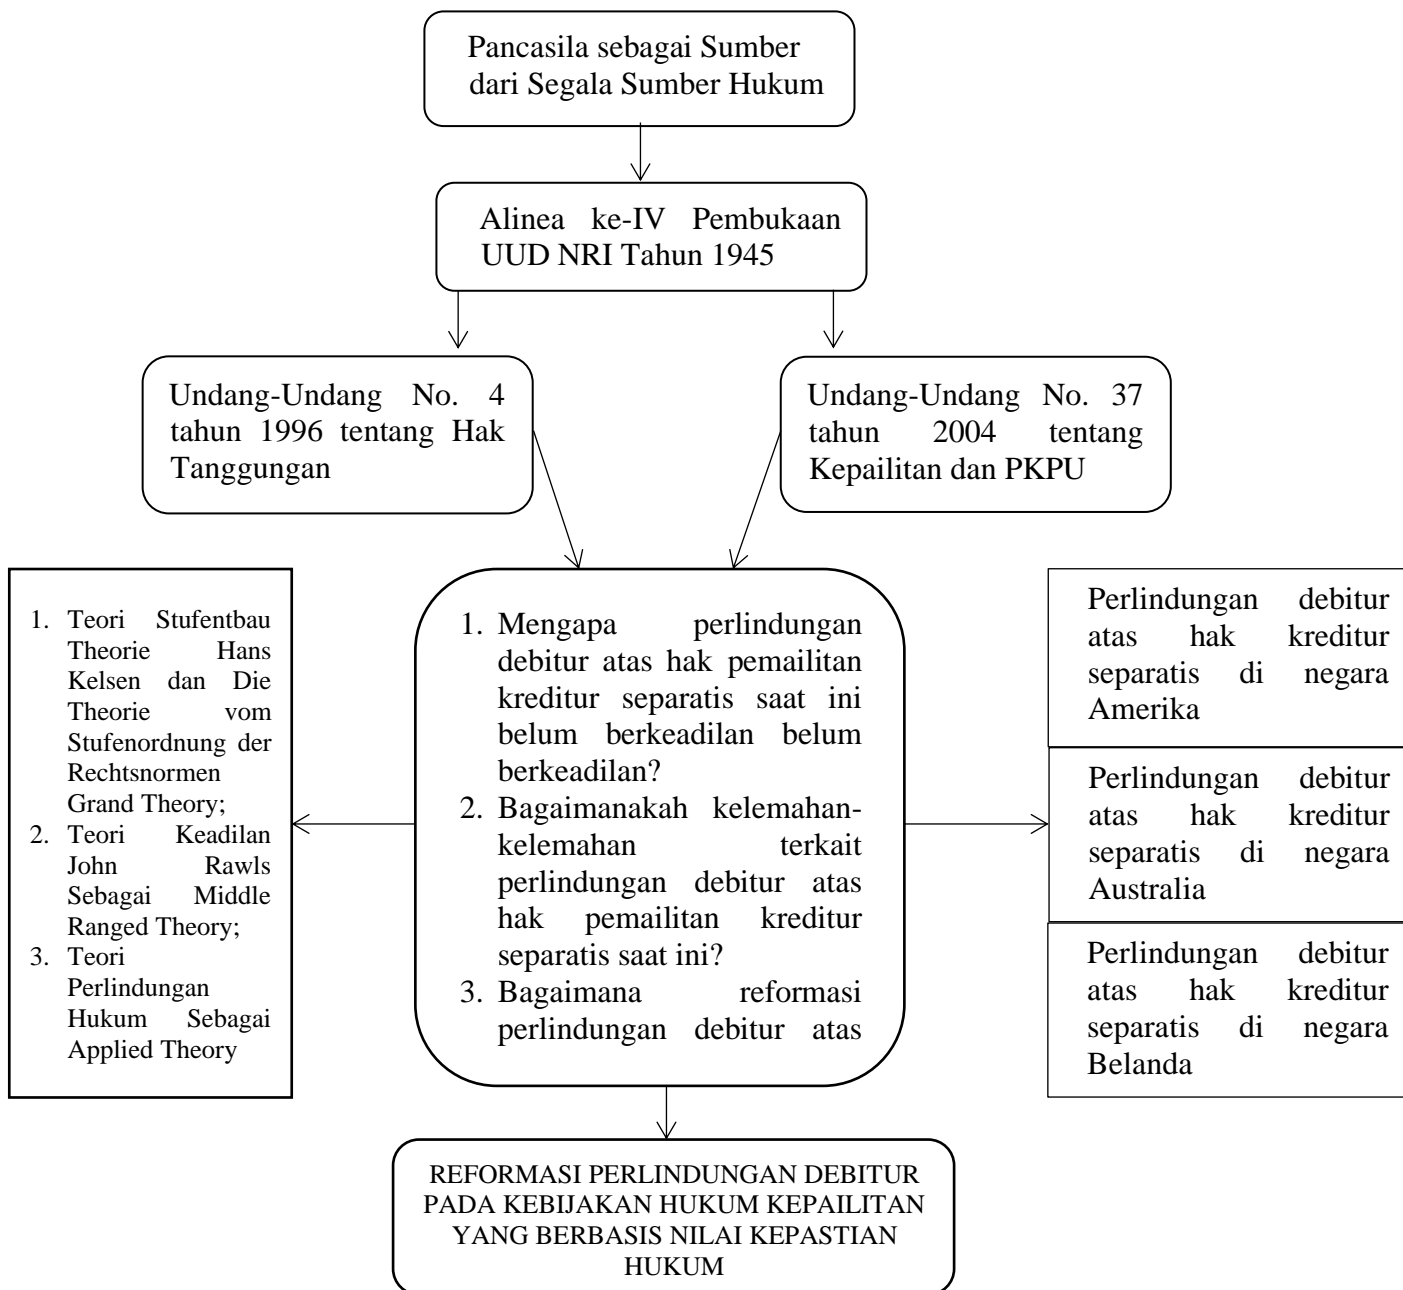 Pancasila sebagai Sumber
dari Segala Sumber Hukum
Alinea ke-IV Pembukaan
UUD NRI Tahun 1945
Undang-Undang No. 4
tahun 1996 tentang Hak
Tanggungan
Undang-Undang No. 37
tahun 2004 tentang
Kepailitan dan PKPU
1. Teori Stufentbau
Theorie Hans
Kelsen dan Die
Theorie vom
Stufenordnung der
Rechtsnormen
Grand Theory;
2. Teori Keadilan
John Rawls
Sebagai Middle
Ranged Theory;
3. Teori
Perlindungan
Hukum Sebagai
Applied Theory
1. Mengapa perlindungan
debitur atas hak pemailitan
kreditur separatis saat ini
belum berkeadilan belum
berkeadilan?
2. Bagaimanakah kelemahan-
kelemahan terkait
perlindungan debitur atas
hak pemailitan kreditur
separatis saat ini?
3. Bagaimana reformasi
perlindungan debitur atas
Perlindungan debitur
atas hak kreditur
separatis di negara
Amerika
Perlindungan debitur
atas hak kreditur
separatis di negara
Australia
Perlindungan debitur
atas hak kreditur
separatis di negara
Belanda
REFORMASI PERLINDUNGAN DEBITUR
PADA KEBIJAKAN HUKUM KEPAILITAN
YANG BERBASIS NILAI KEPASTIAN
HUKUM